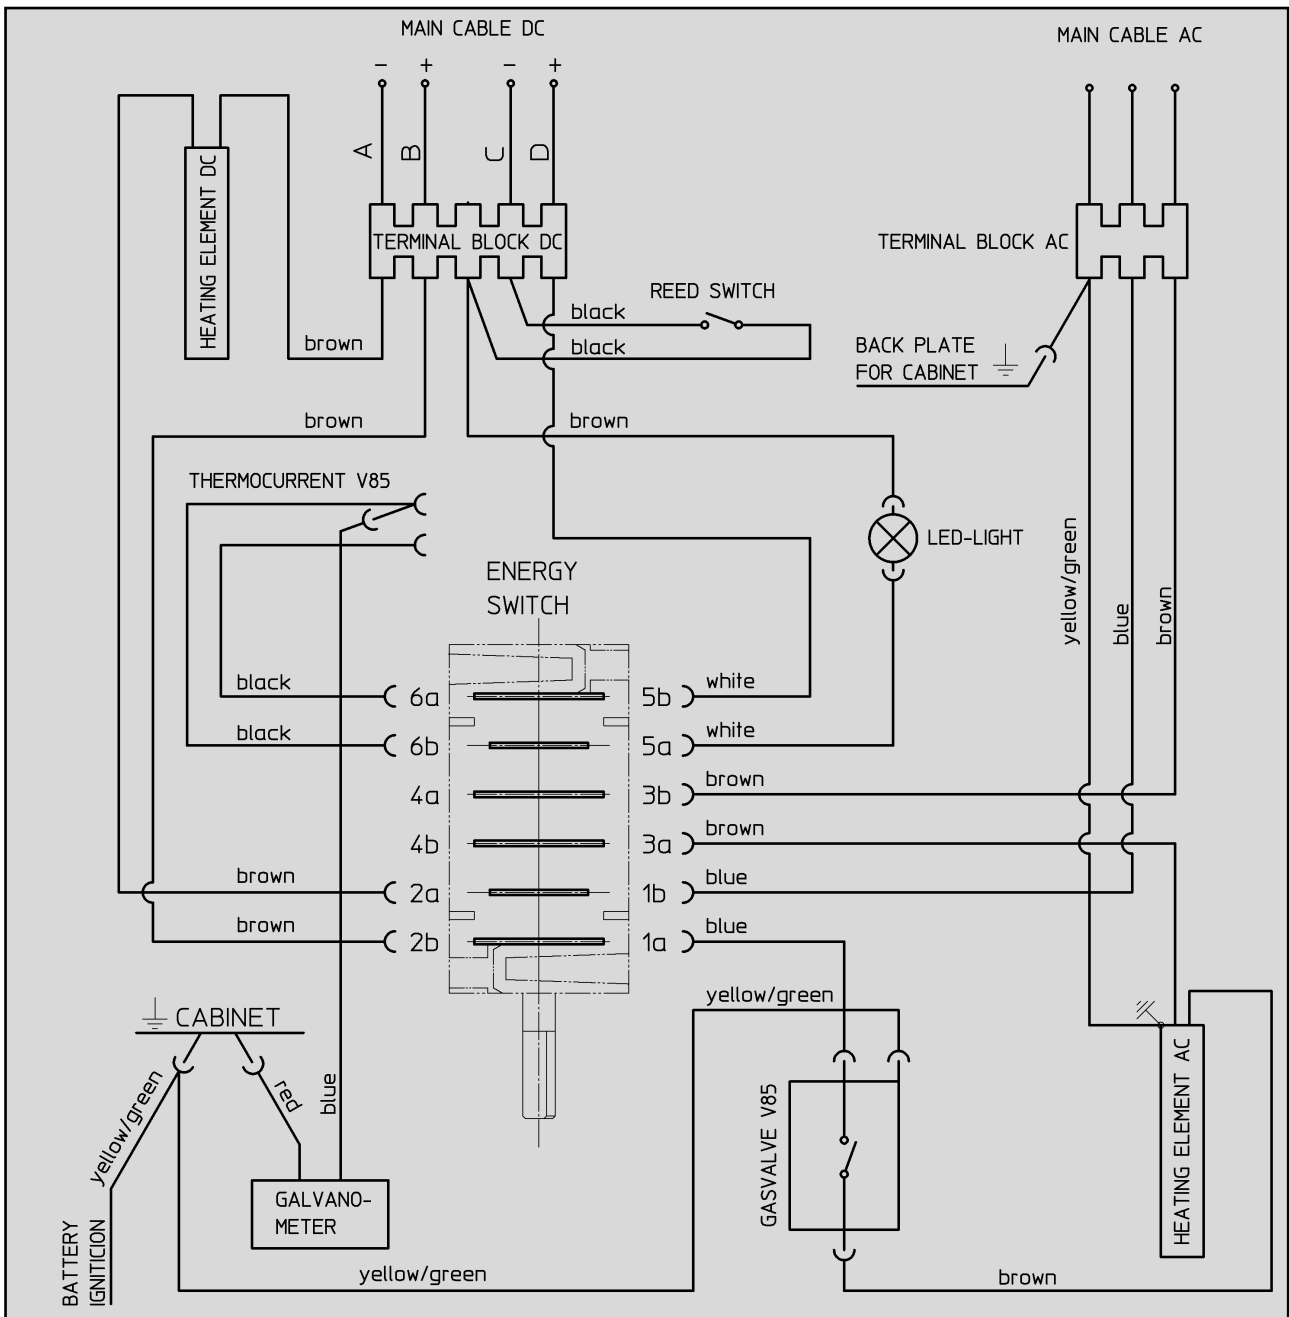 MAIN CABLE DC
MAIN CABLE AC
- + - +
A B C D
HEATING ELEMENT DC
TERMINAL BLOCK DC
TERMINAL BLOCK AC
REED SWITCH
black
brown
black
BACK PLATE
FOR CABINET
brown
brown
THERMOCURRENT V85
LED-LIGHT
yellow/green
blue
brown
ENERGY
SWITCH
black
6a
5b
white
black
6b
5a
white
4a
3b
brown
4b
3a
brown
brown
2a
1b
blue
brown
2b
1a
blue
yellow/green
CABINET
yellow/green
red
blue
GASVALVE V85
HEATING ELEMENT AC
GALVANO-
METER
BATTERY
IGNITICION
yellow/green
brown